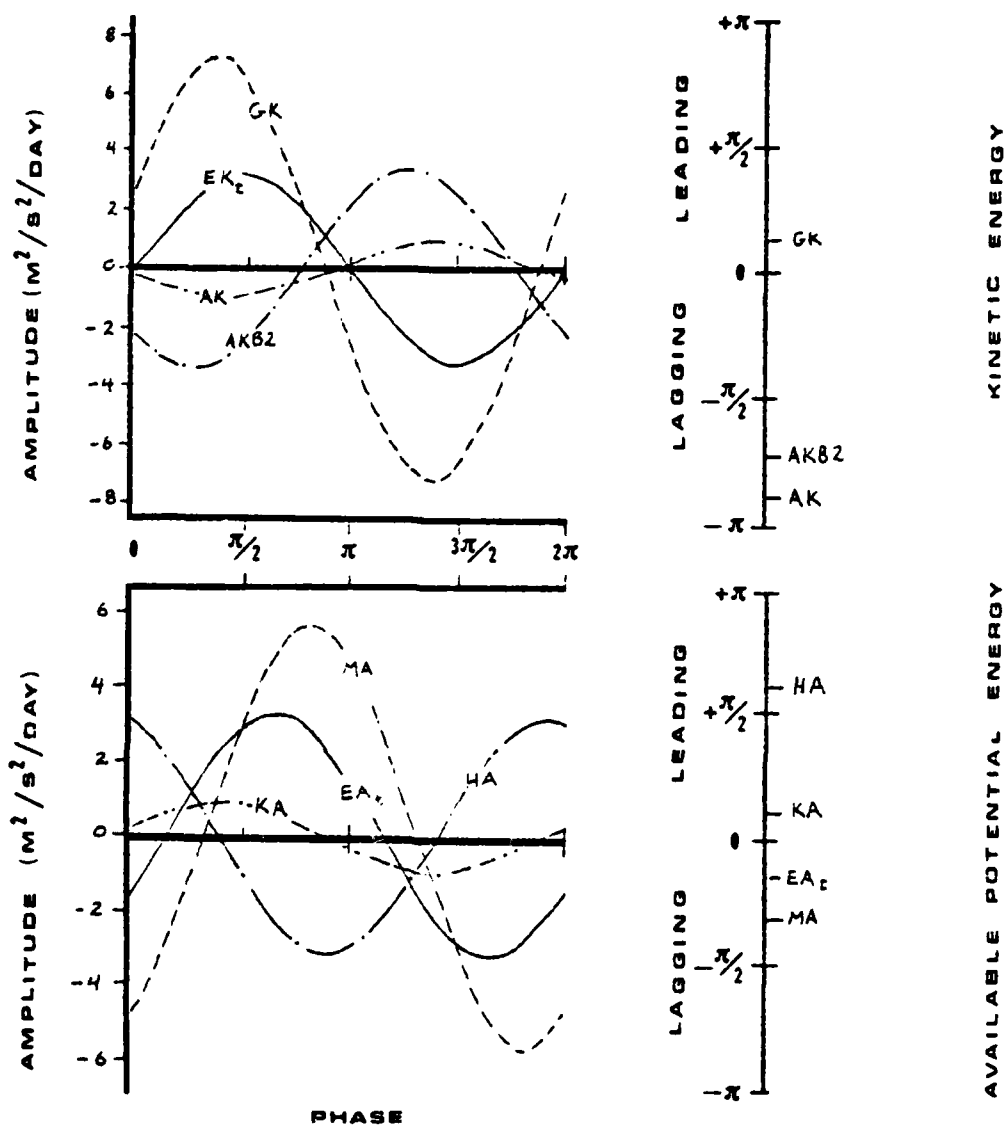 AMPLITUDE (M²/S²/DAY)
8
6
4
2
0
-2
-4
-6
-8
GK
EKτ
AK
AKB2
0
π/2
π
3π/2
2π
LEADING
LAGGING
+π
+π/2
0
-π/2
-π
GK
AKB2
AK
KINETIC ENERGY
AMPLITUDE (M²/S²/DAY)
6
4
2
0
-2
-4
-6
MA
EAτ
KA
HA
PHASE
LEADING
LAGGING
+π
+π/2
0
-π/2
-π
HA
KA
EAτ
MA
AVAILABLE POTENTIAL ENERGY